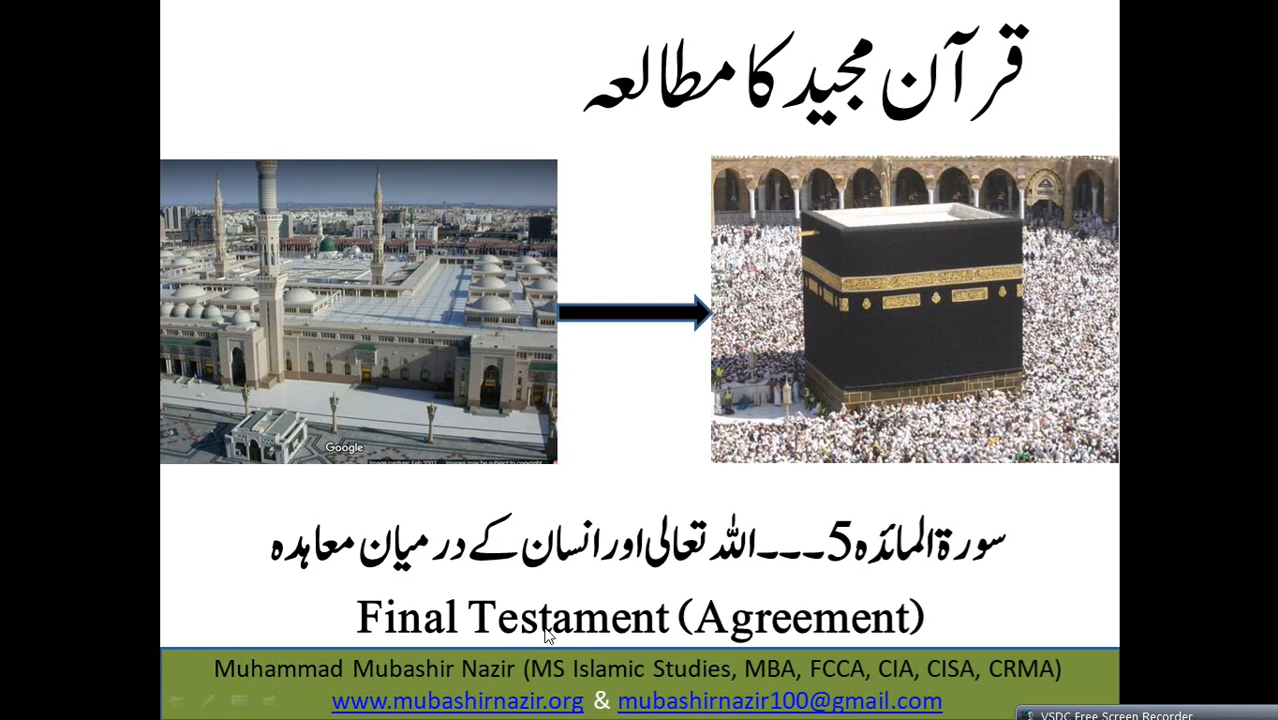 قرآن مجید کا مطالعہ
Google
سورۃ المائدہ 5۔۔۔اللہ تعالی اور انسان کے درمیان معاہدہ
Final Testament (Agreement)
Muhammad Mubashir Nazir (MS Islamic Studies, MBA, FCCA, CIA, CISA, CRMA)
www.mubashirnazir.org & mubashirnazir100@gmail.com
VSDC Free Screen Recorder